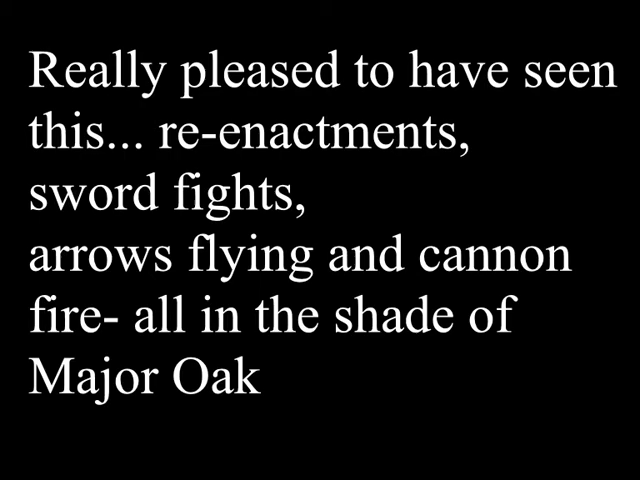 Really pleased to have seen
this... re-enactments,
sword fights,
arrows flying and cannon
fire- all in the shade of
Major Oak